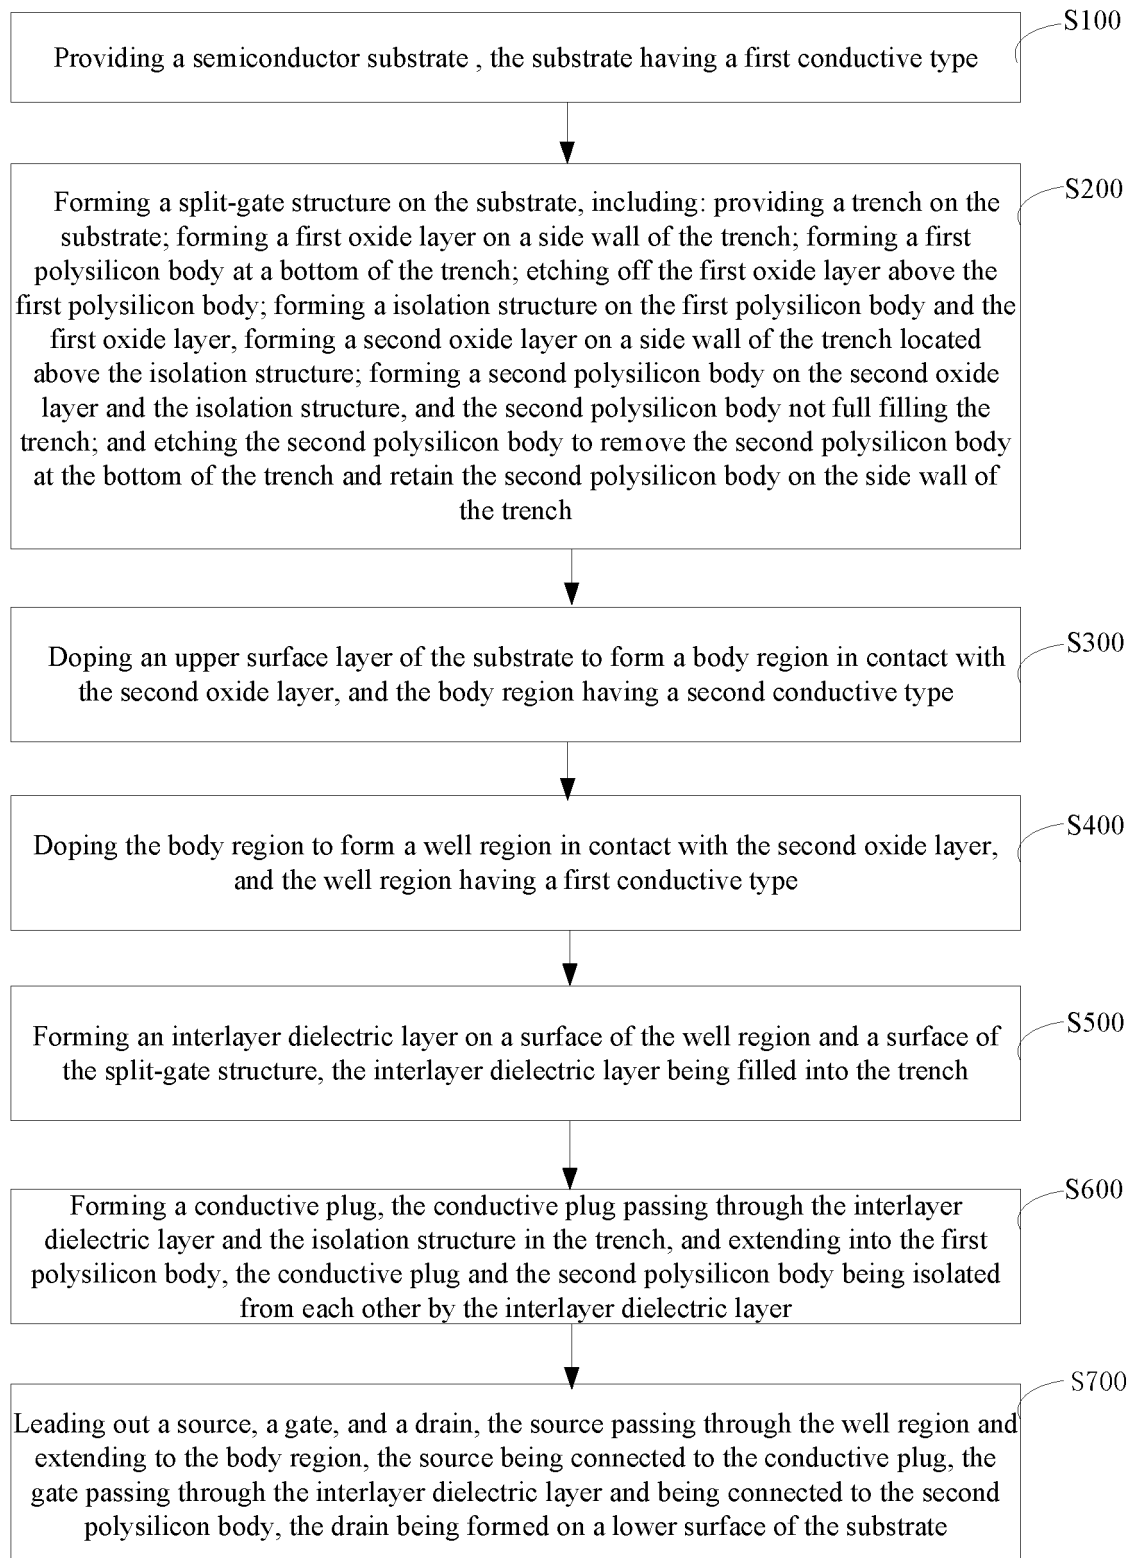 S100
Providing a semiconductor substrate , the substrate having a first conductive type
S200
Forming a split-gate structure on the substrate, including: providing a trench on the
substrate; forming a first oxide layer on a side wall of the trench; forming a first
polysilicon body at a bottom of the trench; etching off the first oxide layer above the
first polysilicon body; forming a isolation structure on the first polysilicon body and the
first oxide layer, forming a second oxide layer on a side wall of the trench located
above the isolation structure; forming a second polysilicon body on the second oxide
layer and the isolation structure, and the second polysilicon body not full filling the
trench; and etching the second polysilicon body to remove the second polysilicon body
at the bottom of the trench and retain the second polysilicon body on the side wall of
the trench
S300
Doping an upper surface layer of the substrate to form a body region in contact with
the second oxide layer, and the body region having a second conductive type
S400
Doping the body region to form a well region in contact with the second oxide layer,
and the well region having a first conductive type
S500
Forming an interlayer dielectric layer on a surface of the well region and a surface of
the split-gate structure, the interlayer dielectric layer being filled into the trench
S600
Forming a conductive plug, the conductive plug passing through the interlayer
dielectric layer and the isolation structure in the trench, and extending into the first
polysilicon body, the conductive plug and the second polysilicon body being isolated
from each other by the interlayer dielectric layer
S700
Leading out a source, a gate, and a drain, the source passing through the well region and
extending to the body region, the source being connected to the conductive plug, the
gate passing through the interlayer dielectric layer and being connected to the second
polysilicon body, the drain being formed on a lower surface of the substrate